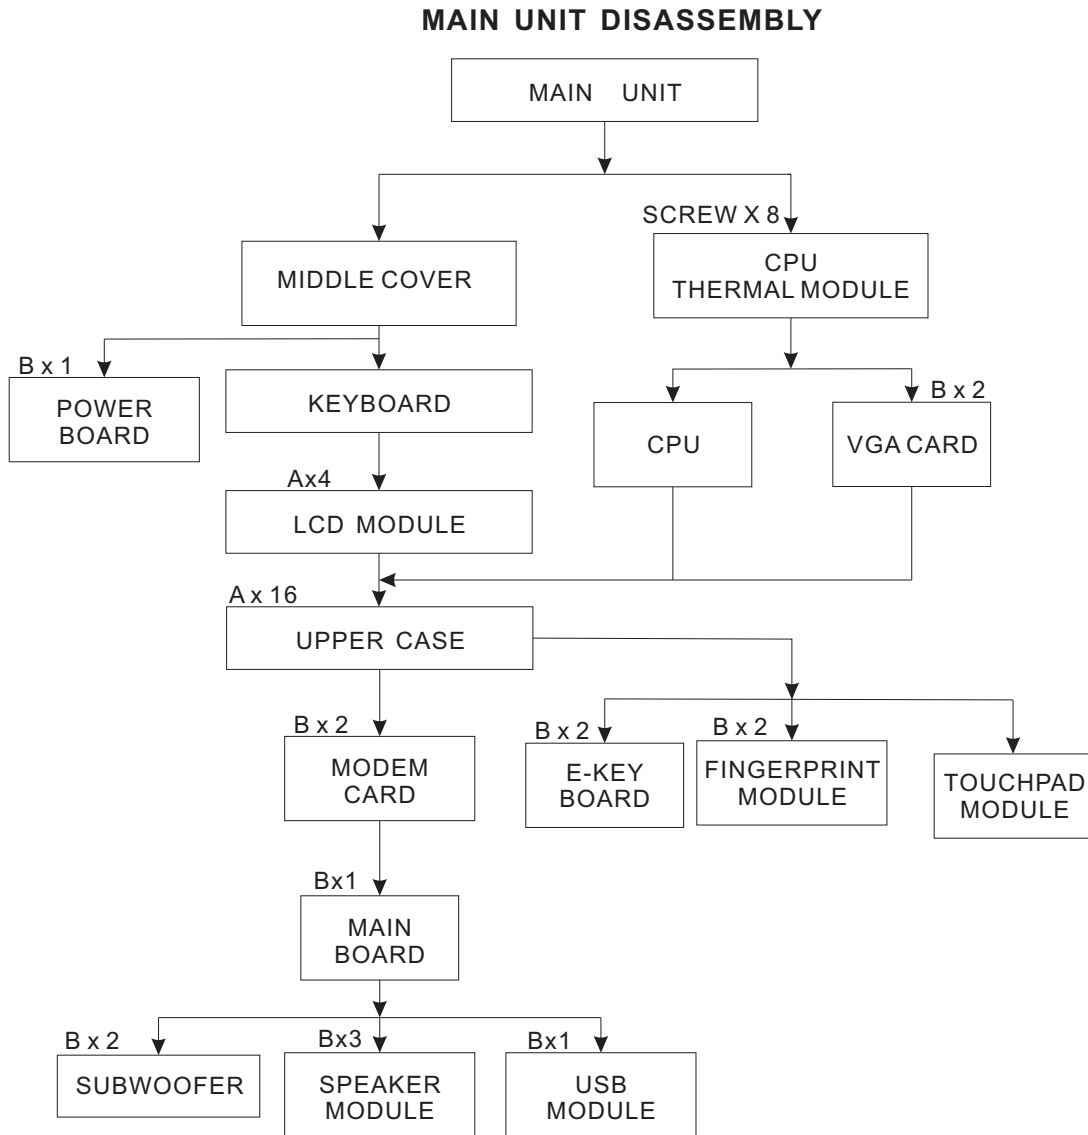 MAIN UNIT DISASSEMBLY
MAIN UNIT
SCREW X 8
MIDDLE COVER
CPU
THERMAL MODULE
B x 1
POWER
BOARD
KEYBOARD
CPU
B x 2
VGA CARD
Ax4
LCD MODULE
A x 16
UPPER CASE
B x 2
MODEM
CARD
B x 2
E-KEY
BOARD
B x 2
FINGERPRINT
MODULE
TOUCHPAD
MODULE
Bx1
MAIN
BOARD
B x 2
SUBWOOFER
Bx3
SPEAKER
MODULE
Bx1
USB
MODULE